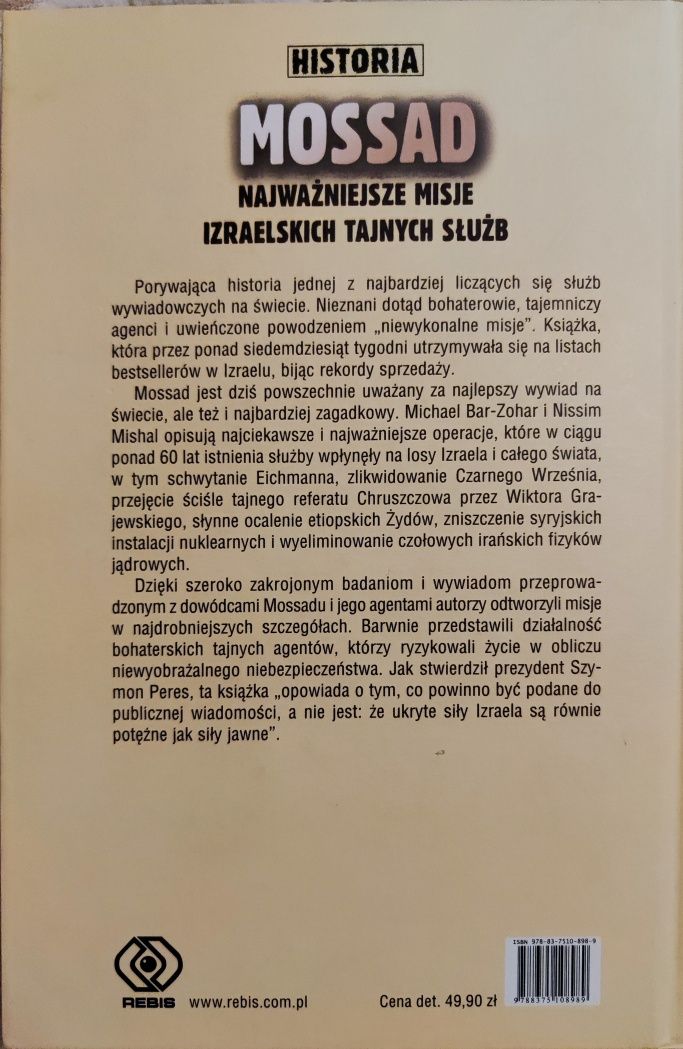 HISTORIA
MOSSAD
NAJWAŻNIEJSZE MISJE
IZRAELSKICH TAJNYCH SŁUŻB
Porywająca historia jednej z najbardziej liczących się służb
wywiadowczych na świecie. Nieznani dotąd bohaterowie, tajemniczy
agenci i uwieńczone powodzeniem „niewykonalne misje”. Książka,
która przez ponad siedemdziesiąt tygodni utrzymywała się na listach
bestsellerów w Izraelu, bijąc rekordy sprzedaży.
Mossad jest dziś powszechnie uważany za najlepszy wywiad na
świecie, ale też i najbardziej zagadkowy. Michael Bar-Zohar i Nissim
Mishal opisują najciekawsze i najważniejsze operacje, które w ciągu
ponad 60 lat istnienia służby wpłynęły na losy Izraela i całego świata,
w tym schwytanie Eichmanna, zlikwidowanie Czarnego Września,
przejęcie ściśle tajnego referatu Chruszczowa przez Wiktora Gra-
jewskiego, słynne ocalenie etiopskich Żydów, zniszczenie syryjskich
instalacji nuklearnych i wyeliminowanie czołowych irańskich fizyków
jądrowych.
Dzięki szeroko zakrojonym badaniom i wywiadom przeprowa-
dzonym z dowódcami Mossadu i jego agentami autorzy odtworzyli misje
w najdrobniejszych szczegółach. Barwnie przedstawili działalność
bohaterskich tajnych agentów, którzy ryzykowali życie w obliczu
niewyobrażalnego niebezpieczeństwa. Jak stwierdził prezydent Szy-
mon Peres, ta książka „opowiada o tym, co powinno być podane do
publicznej wiadomości, a nie jest: że ukryte siły Izraela są równie
potężne jak siły jawne”.
ISBN 978-83-7510-898-9
REBIS www.rebis.com.pl Cena det. 49,90 zł
9788375108989